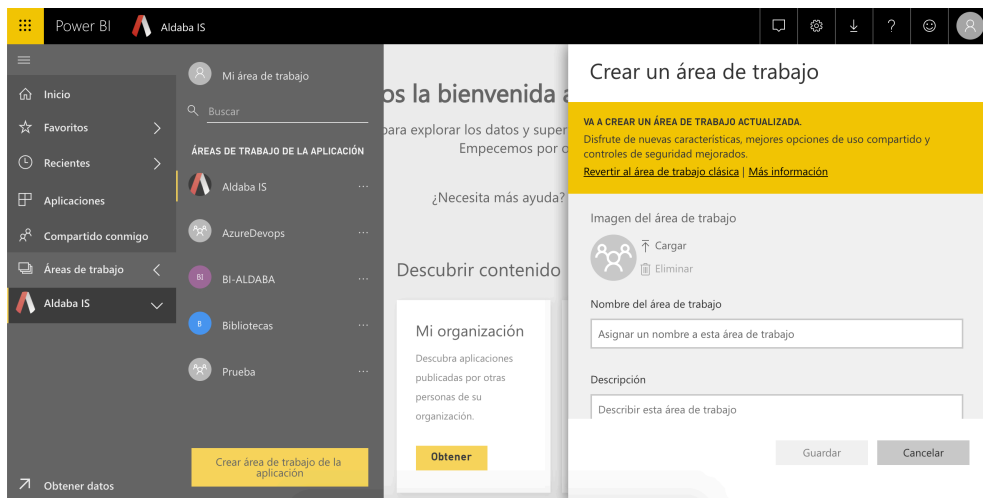 Power BI
Aldaba IS
Inicio
Favoritos
Recientes
Aplicaciones
Compartido conmigo
Áreas de trabajo
Aldaba IS
Obtener datos
Mi área de trabajo
Buscar
ÁREAS DE TRABAJO DE LA APLICACIÓN
Aldaba IS
AzureDevops
BI
BI-ALDABA
B
Bibliotecas
Prueba
Crear área de trabajo de la
aplicación
os la bienvenida a
para explorar los datos y super
Empecemos por
¿Necesita más ayuda?
Descubrir contenido
Mi organización
Descubra aplicaciones
publicadas por otras
personas de su
organización.
Obtener
Crear un área de trabajo
VA A CREAR UN ÁREA DE TRABAJO ACTUALIZADA.
Disfrute de nuevas características, mejores opciones de uso compartido y
controles de seguridad mejorados.
Revertir al área de trabajo clásica | Más información
Imagen del área de trabajo
Cargar
Eliminar
Nombre del área de trabajo
Asignar un nombre a esta área de trabajo
Descripción
Describir esta área de trabajo
Guardar
Cancelar